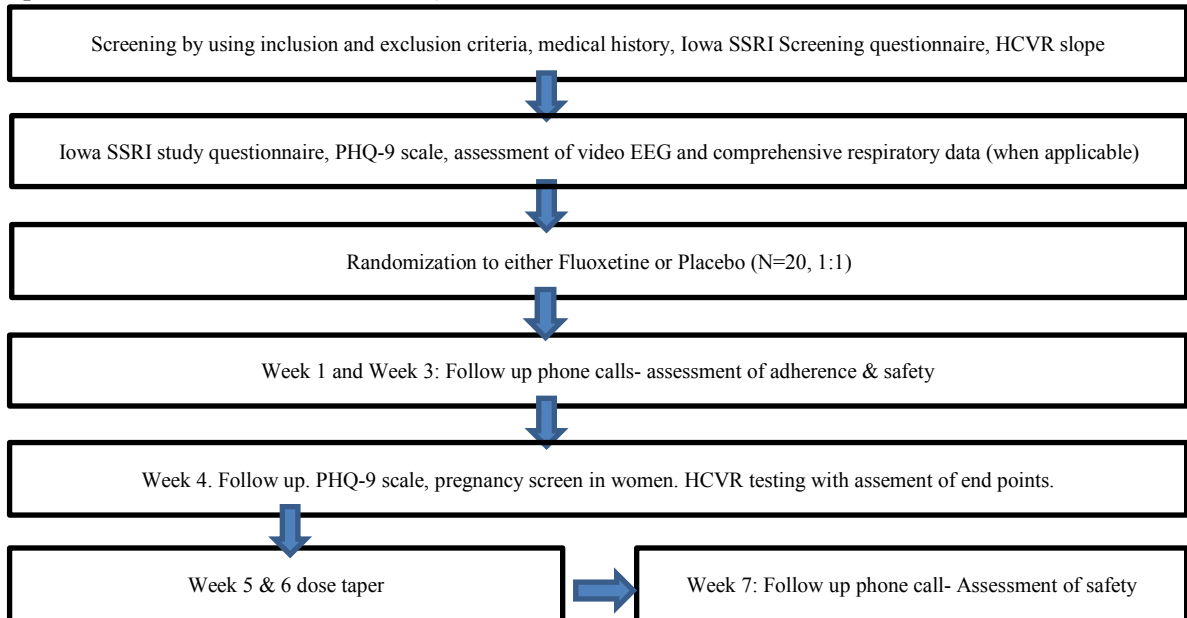 Screening by using inclusion and exclusion criteria, medical history, Iowa SSRI Screening questionnaire, HCVR slope
Iowa SSRI study questionnaire, PHQ-9 scale, assessment of video EEG and comprehensive respiratory data (when applicable)
Randomization to either Fluoxetine or Placebo (N=20, 1:1)
Week 1 and Week 3: Follow up phone calls- assessment of adherence & safety
Week 4. Follow up. PHQ-9 scale, pregnancy screen in women. HCVR testing with assement of end points.
Week 5 & 6 dose taper
Week 7: Follow up phone call- Assessment of safety